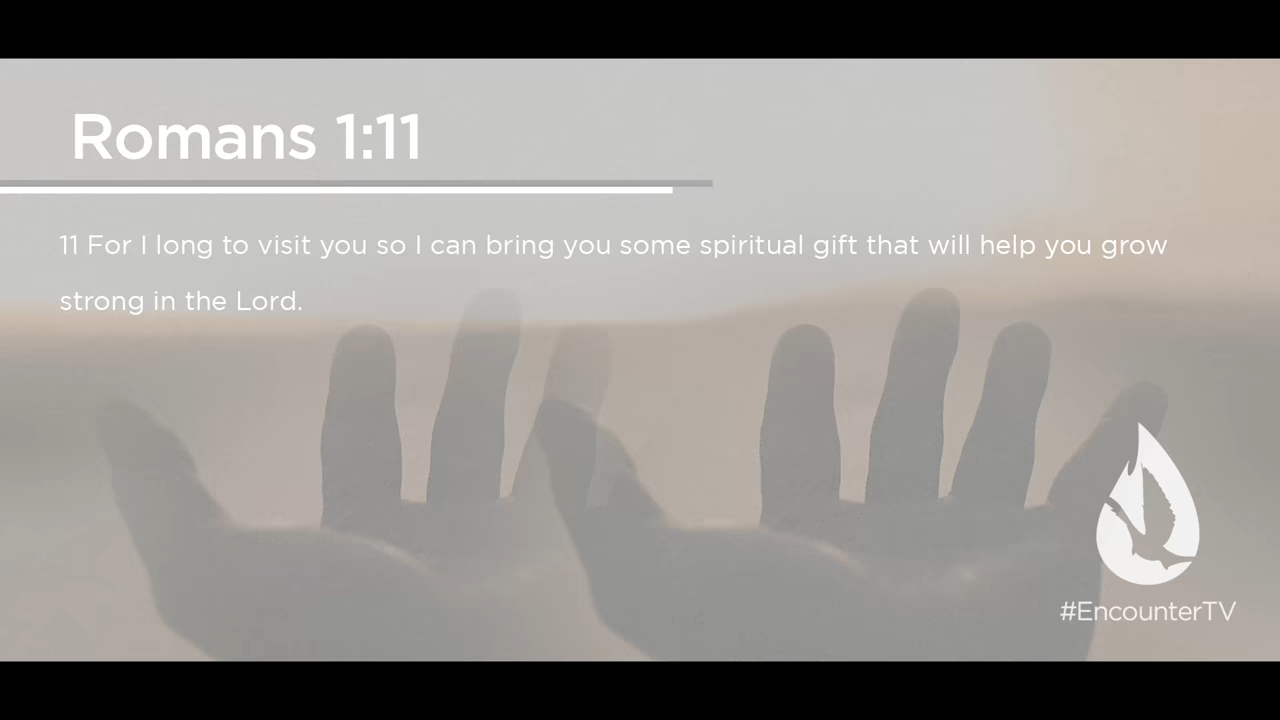 Romans 1:11
11 For I long to visit you so I can bring you some spiritual gift that will help you grow
strong in the Lord.
#EncounterTV